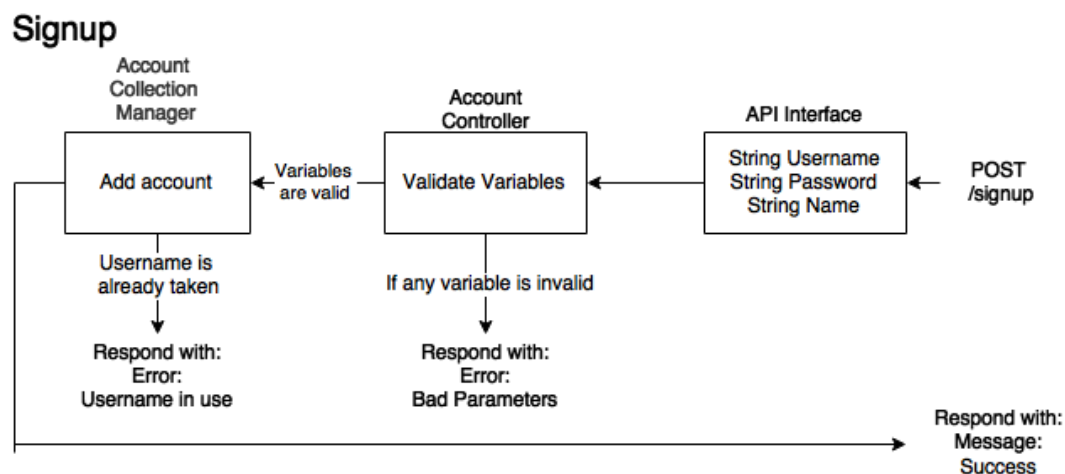 Signup
Account
Collection
Manager
Add account
Username is
already taken
Respond with:
Error:
Username in use
Variables
are valid
Account
Controller
Validate Variables
If any variable is invalid
Respond with:
Error:
Bad Parameters
API Interface
String Username
String Password
String Name
POST
/signup
Respond with:
Message:
Success